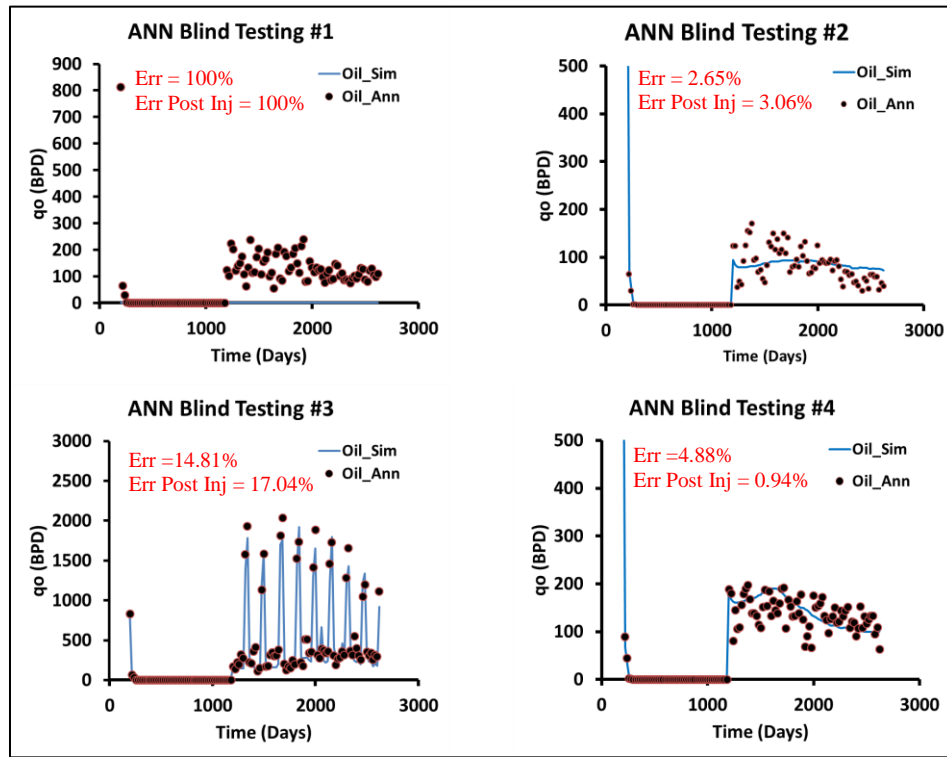 ANN Blind Testing #1
Err = 100%
Err Post Inj = 100%
Oil_Sim
Oil_Ann
900
800
700
600
500
400
300
200
100
0
qo (BPD)
0 1000 2000 3000
Time (Days)
ANN Blind Testing #2
Err = 2.65%
Err Post Inj = 3.06%
Oil_Sim
Oil_Ann
500
400
300
200
100
0
qo (BPD)
0 1000 2000 3000
Time (Days)
ANN Blind Testing #3
Err =14.81%
Err Post Inj = 17.04%
Oil_Sim
Oil_Ann
3000
2500
2000
1500
1000
500
0
qo (BPD)
0 1000 2000 3000
Time (Days)
ANN Blind Testing #4
Err =4.88%
Err Post Inj = 0.94%
Oil_Sim
Oil_Ann
500
400
300
200
100
0
qo (BPD)
0 1000 2000 3000
Time (Days)